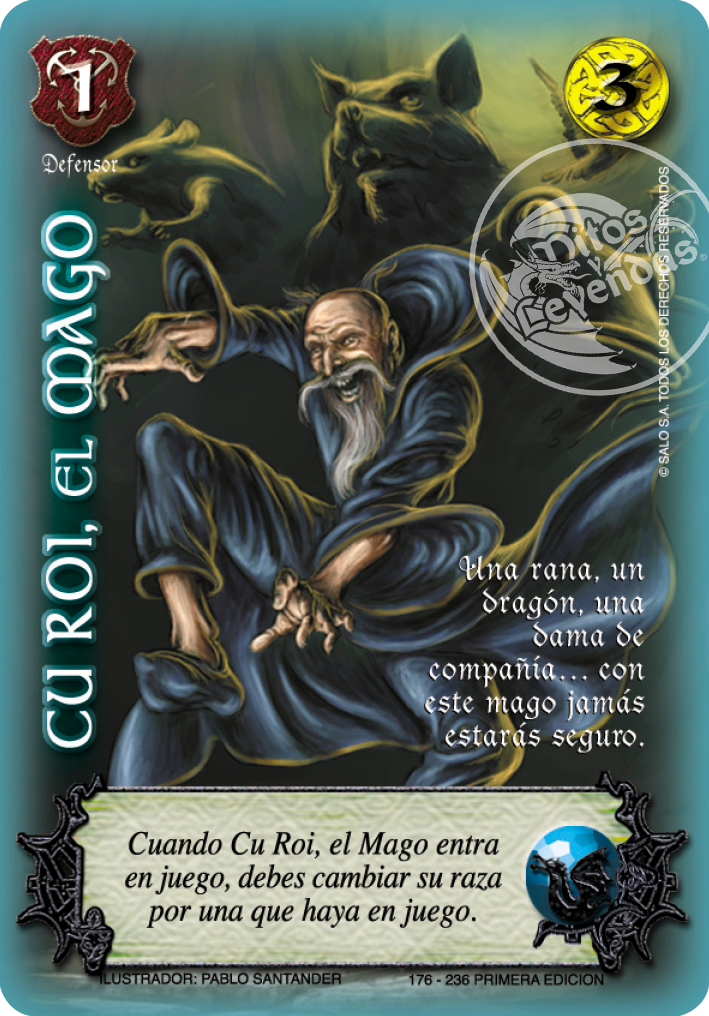 1
3
Defensor
CU ROI, EL MAGO
Mitos
y
Leyendas
®
© SALO S.A. TODOS LOS DERECHOS RESERVADOS
Una rana, un
dragón, una
dama de
compañía... con
este mago jamás
estarás seguro.
Cuando Cu Roi, el Mago entra
en juego, debes cambiar su raza
por una que haya en juego.
ILUSTRADOR: PABLO SANTANDER 176 - 236 PRIMERA EDICION